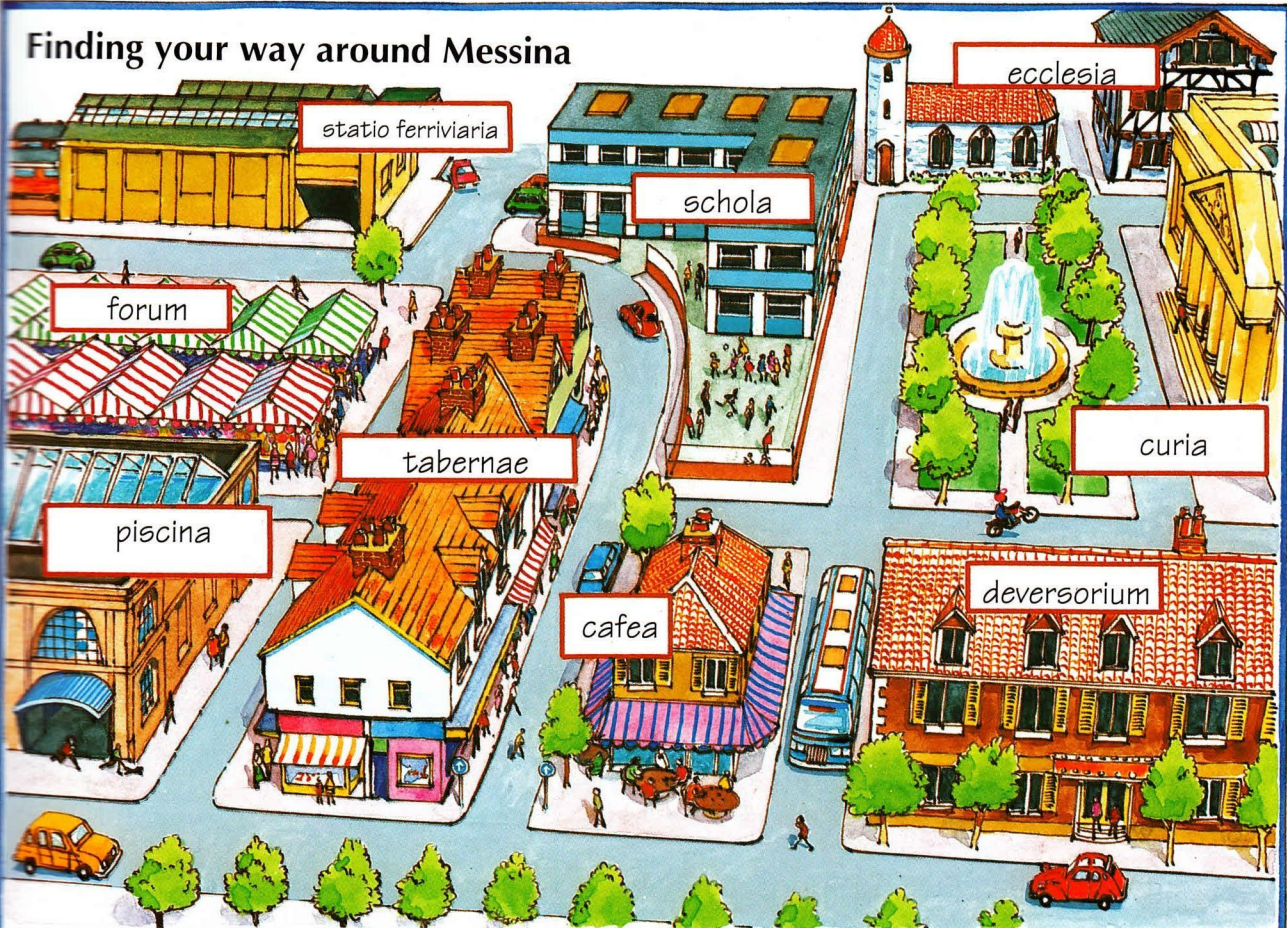 Finding your way around Messina
ecclesia
statio ferriviaria
schola
forum
curia
tabernae
piscina
deversorium
cafea